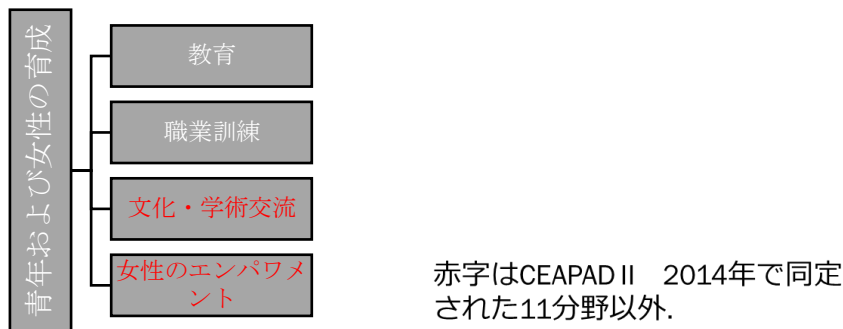 青年および女性の育成
教育
職業訓練
文化・学術交流
女性のエンパワメ
ント
赤字はCEAPADⅡ　2014年で同定
された11分野以外.